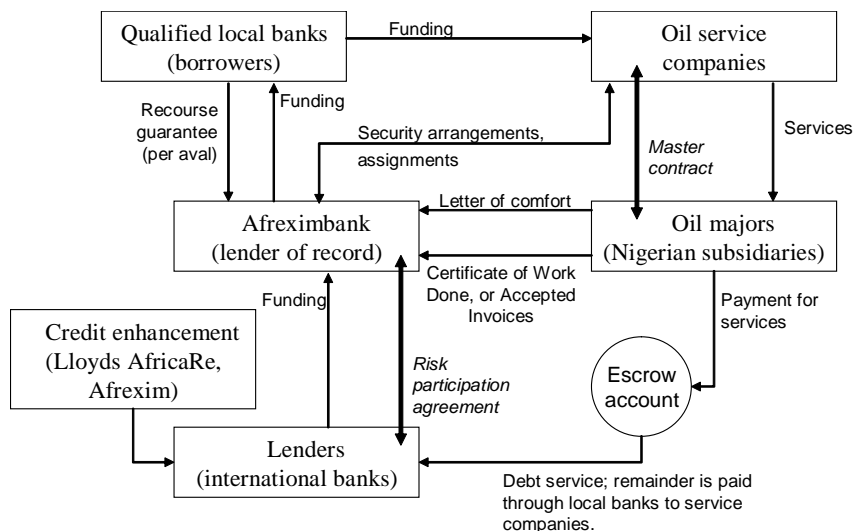 Qualified local banks
(borrowers)
Funding
Oil service
companies
Recourse
guarantee
(per aval)
Funding
Security arrangements,
assignments
Master
contract
Services
Afreximbank
(lender of record)
Letter of comfort
Oil majors
(Nigerian subsidiaries)
Certificate of Work
Done, or Accepted
Invoices
Funding
Payment for
services
Credit enhancement
(Lloyds AfricaRe,
Afrexim)
Risk
participation
agreement
Escrow
account
Lenders
(international banks)
Debt service; remainder is paid
through local banks to service
companies.